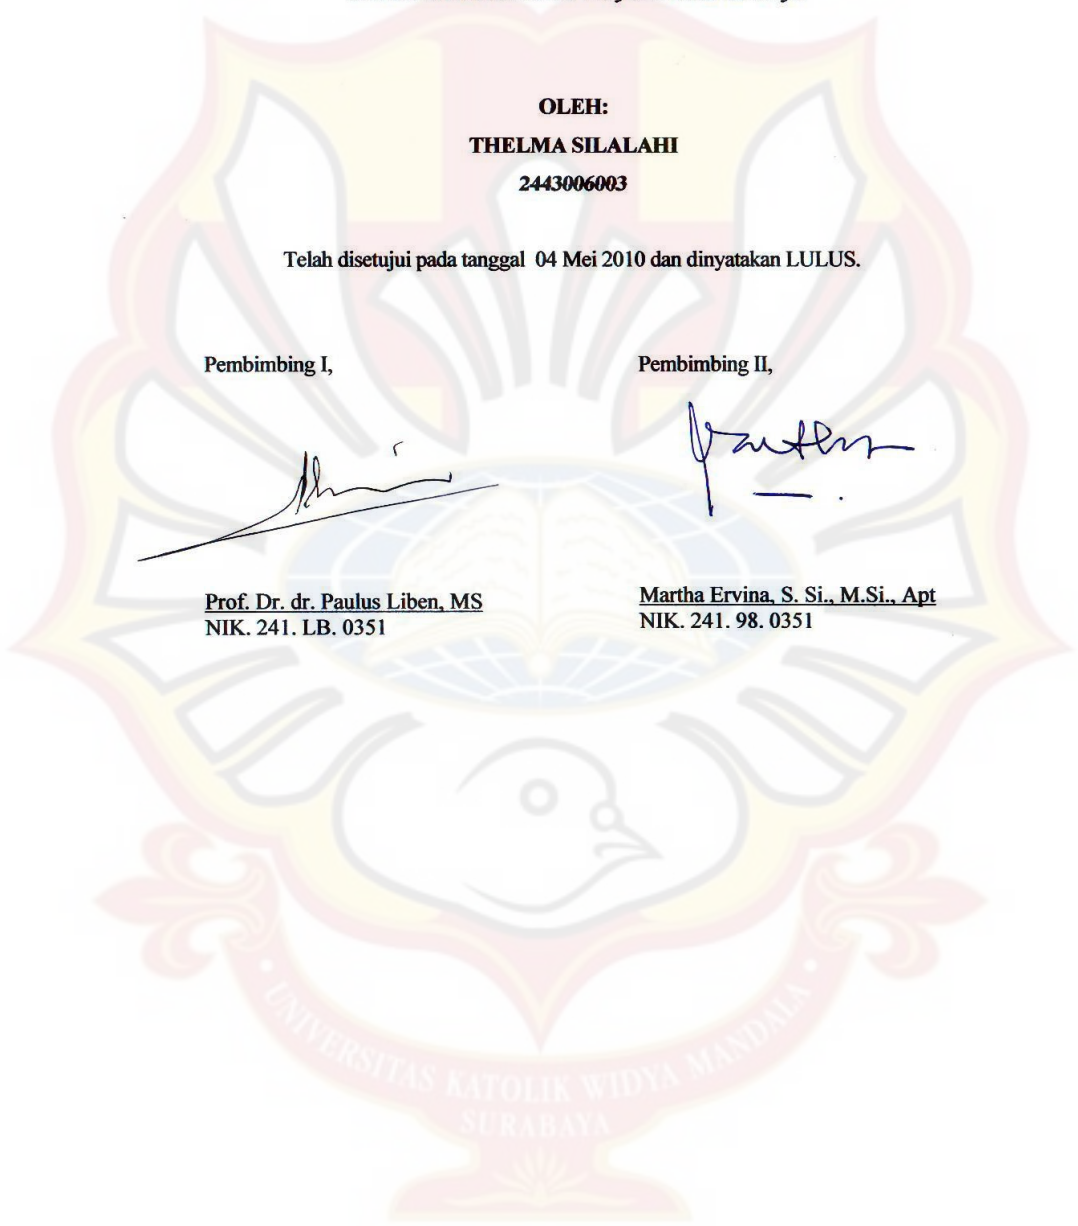 OLEH:
THELMA SILALAHI
2443006003
Telah disetujui pada tanggal 04 Mei 2010 dan dinyatakan LULUS.
Pembimbing I,
Pembimbing II,
Prof. Dr. dr. Paulus Liben, MS
NIK. 241. LB. 0351
Martha Ervina, S. Si., M.Si., Apt
NIK. 241. 98. 0351
UNIVERSITAS KATOLIK WIDYA MANDALA
SURABAYA